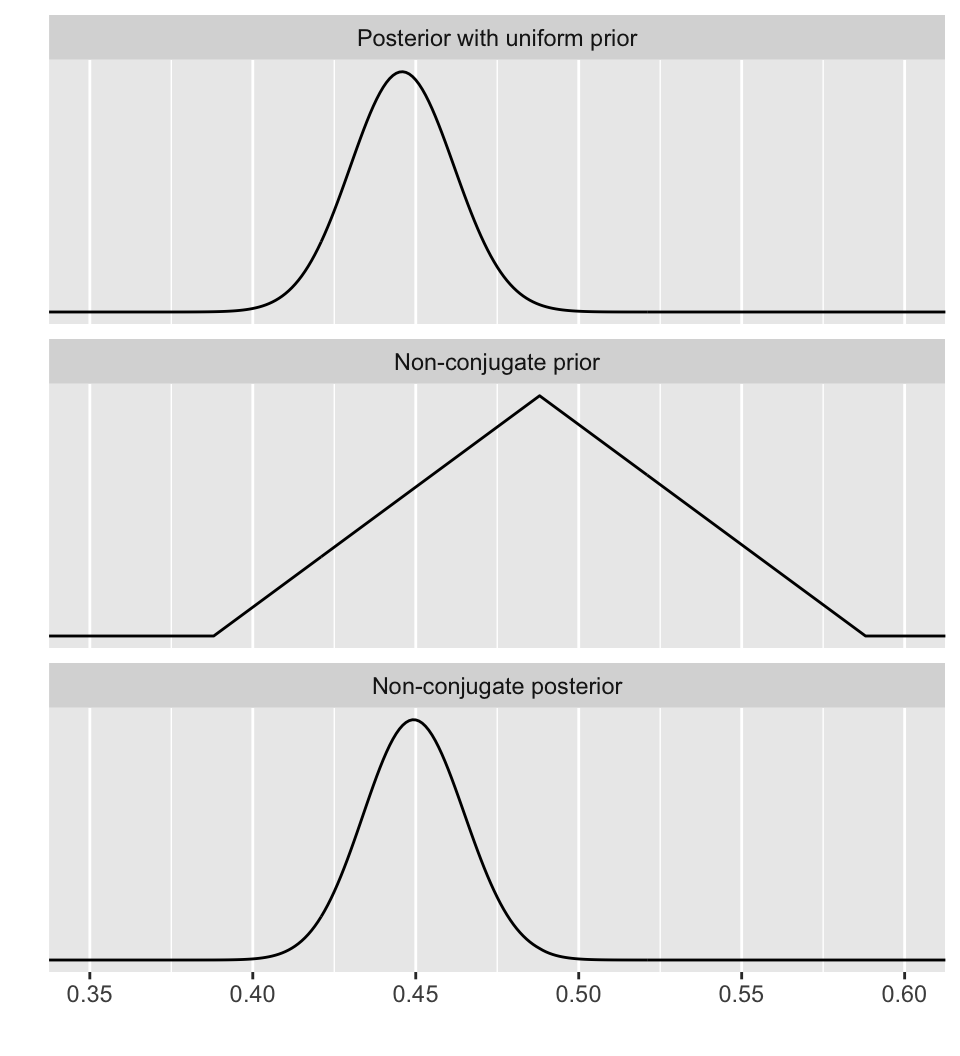 Posterior with uniform prior
Non-conjugate prior
Non-conjugate posterior
0.35 0.40 0.45 0.50 0.55 0.60